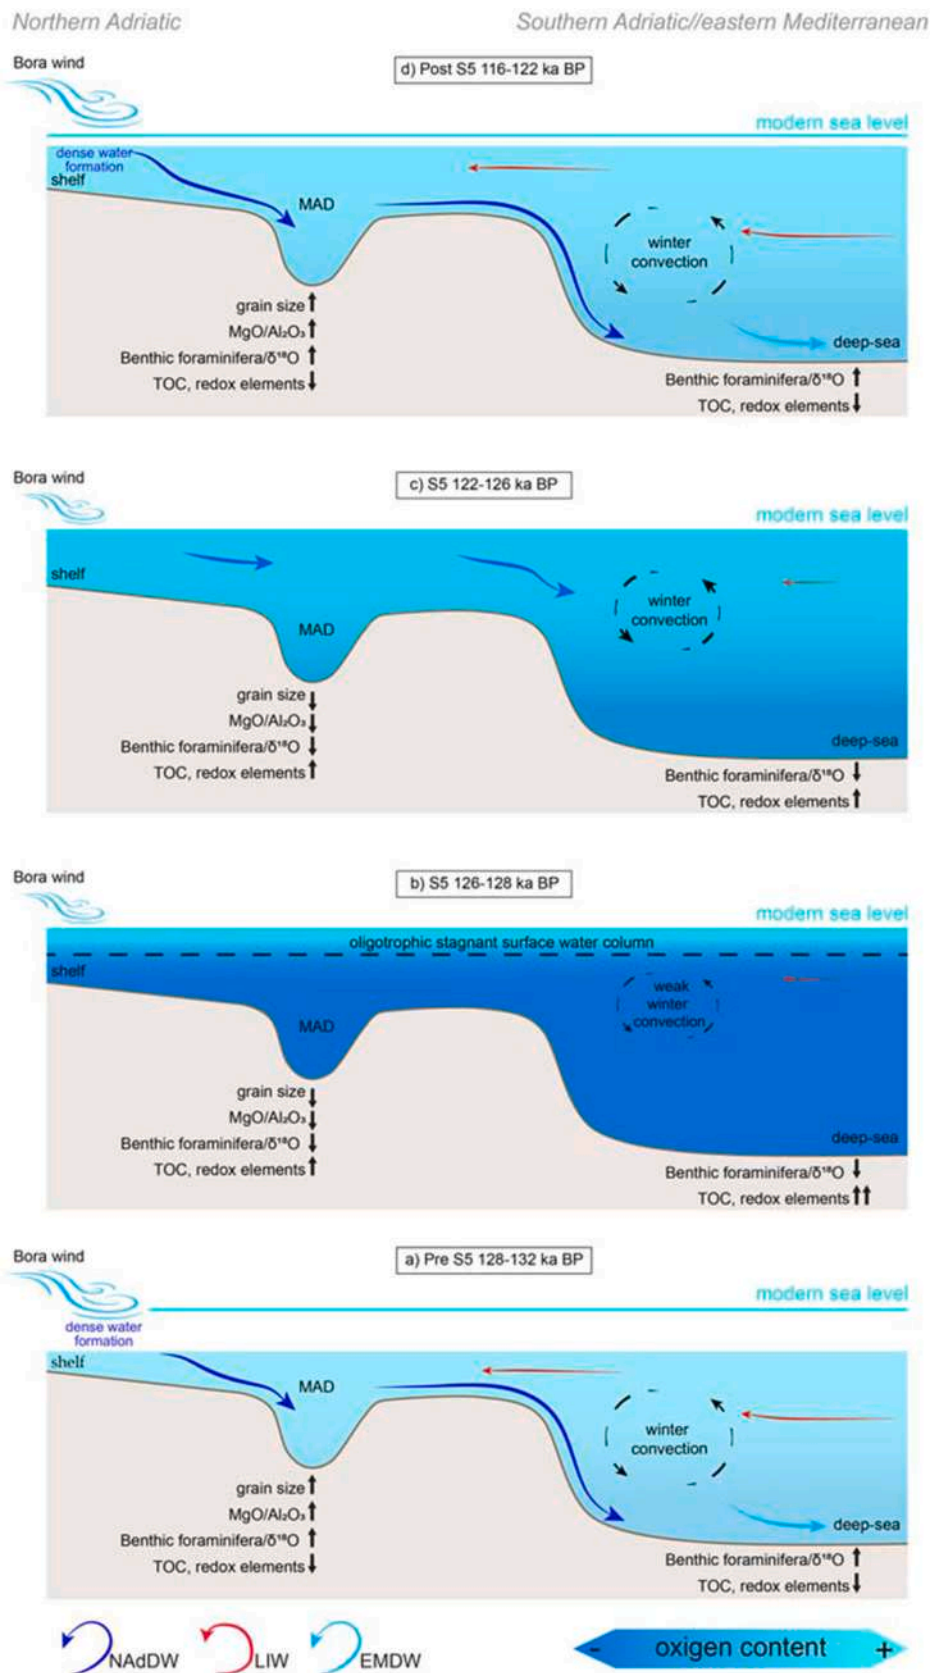 Northern Adriatic
Southern Adriatic//eastern Mediterranean
Bora wind
d) Post S5 116-122 ka BP
modern sea level
dense water
formation
shelf
MAD
winter
convection
deep-sea
grain size
MgO/Al₂O₃
Benthic foraminifera/δ¹⁸O
TOC, redox elements
Benthic foraminifera/δ¹⁸O
TOC, redox elements
Bora wind
c) S5 122-126 ka BP
modern sea level
shelf
MAD
winter
convection
deep-sea
grain size
MgO/Al₂O₃
Benthic foraminifera/δ¹⁸O
TOC, redox elements
Benthic foraminifera/δ¹⁸O
TOC, redox elements
Bora wind
b) S5 126-128 ka BP
modern sea level
oligotrophic stagnant surface water column
shelf
MAD
weak
winter
convection
deep-sea
grain size
MgO/Al₂O₃
Benthic foraminifera/δ¹⁸O
TOC, redox elements
Benthic foraminifera/δ¹⁸O
TOC, redox elements
Bora wind
a) Pre S5 128-132 ka BP
modern sea level
dense water
formation
shelf
MAD
winter
convection
deep-sea
grain size
MgO/Al₂O₃
Benthic foraminifera/δ¹⁸O
TOC, redox elements
Benthic foraminifera/δ¹⁸O
TOC, redox elements
NAdDW
LIW
EMDW
- oxigen content +